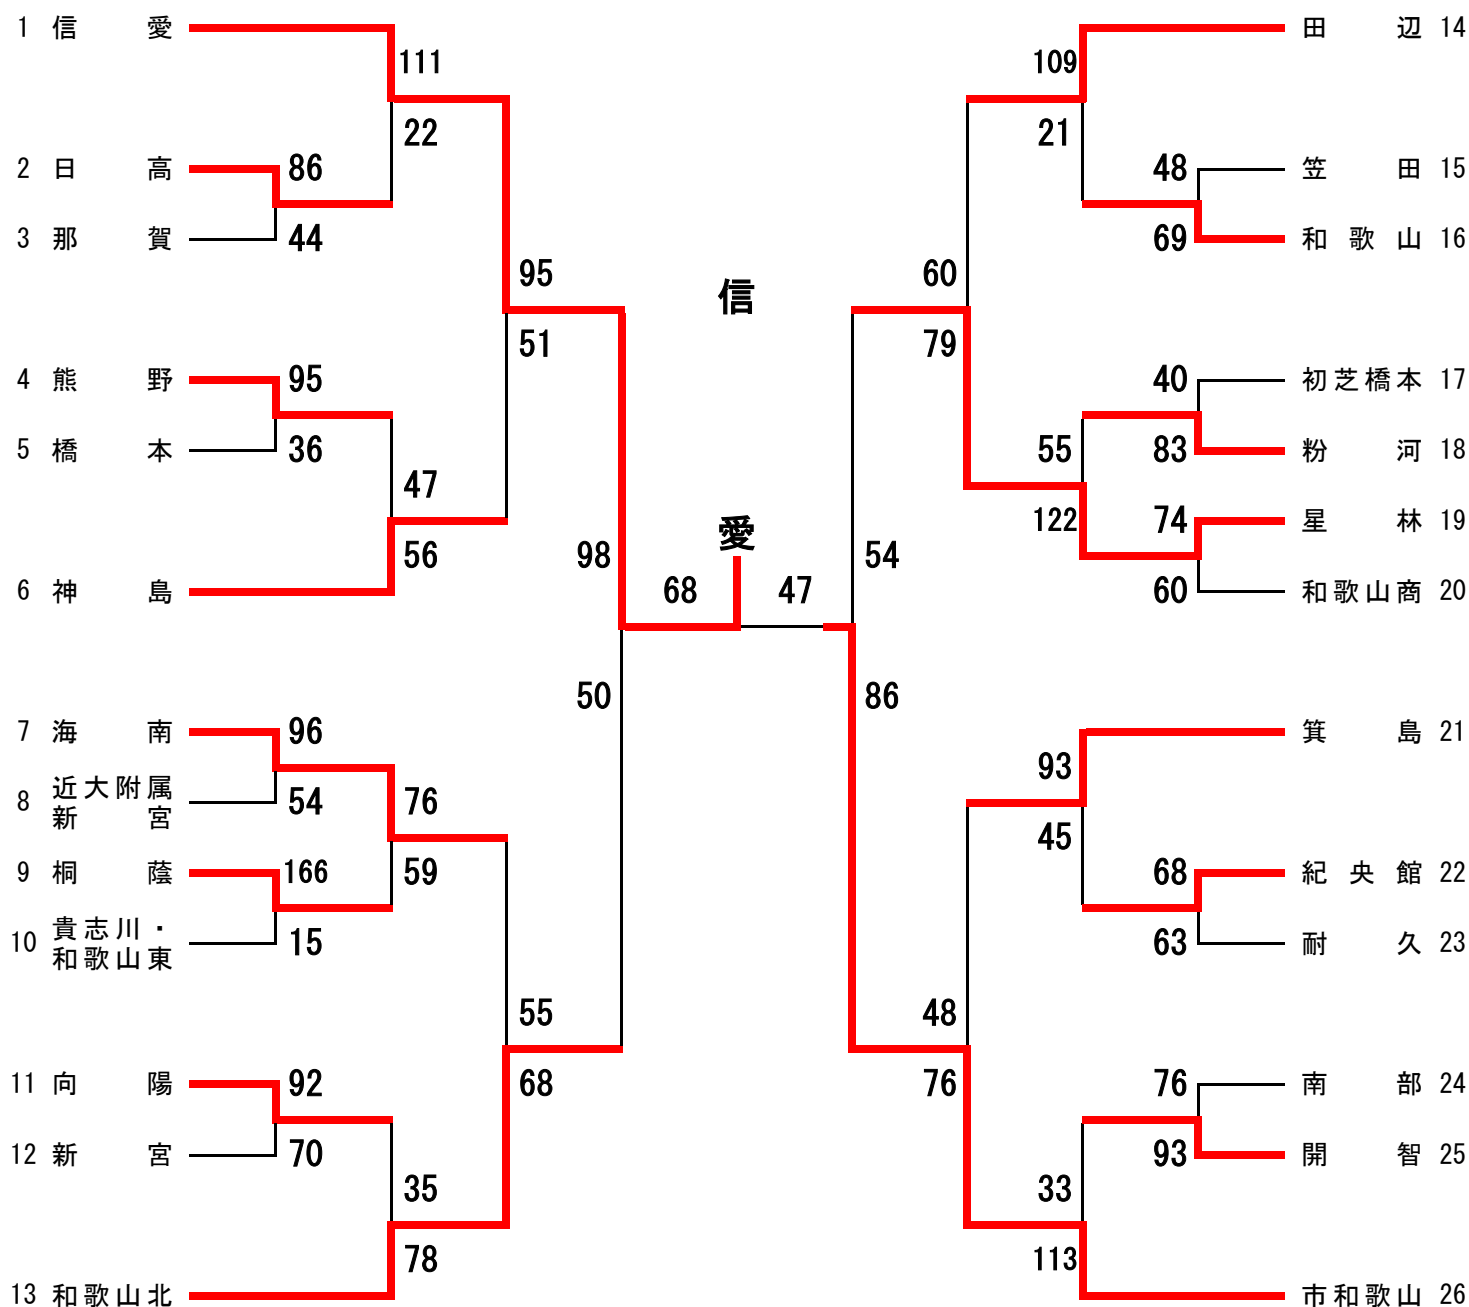 1 信愛
111
22
2 日高
86
3 那賀
44
95
51
4 熊野
95
5 橋本
36
47
56
6 神島
98
50
7 海南
96
8 近大附属
新宮
54
76
59
9 桐蔭
166
10 貴志川・
和歌山東
15
55
68
11 向陽
92
12 新宮
70
35
78
13 和歌山北
信
愛
68
47
田辺 14
109
21
48
笠田 15
69
和歌山 16
60
79
40
初芝橋本 17
83
粉河 18
55
122
74
星林 19
60
和歌山商 20
54
86
箕島 21
93
45
68
紀央館 22
63
耐久 23
48
76
76
南部 24
93
開智 25
33
113
市和歌山 26